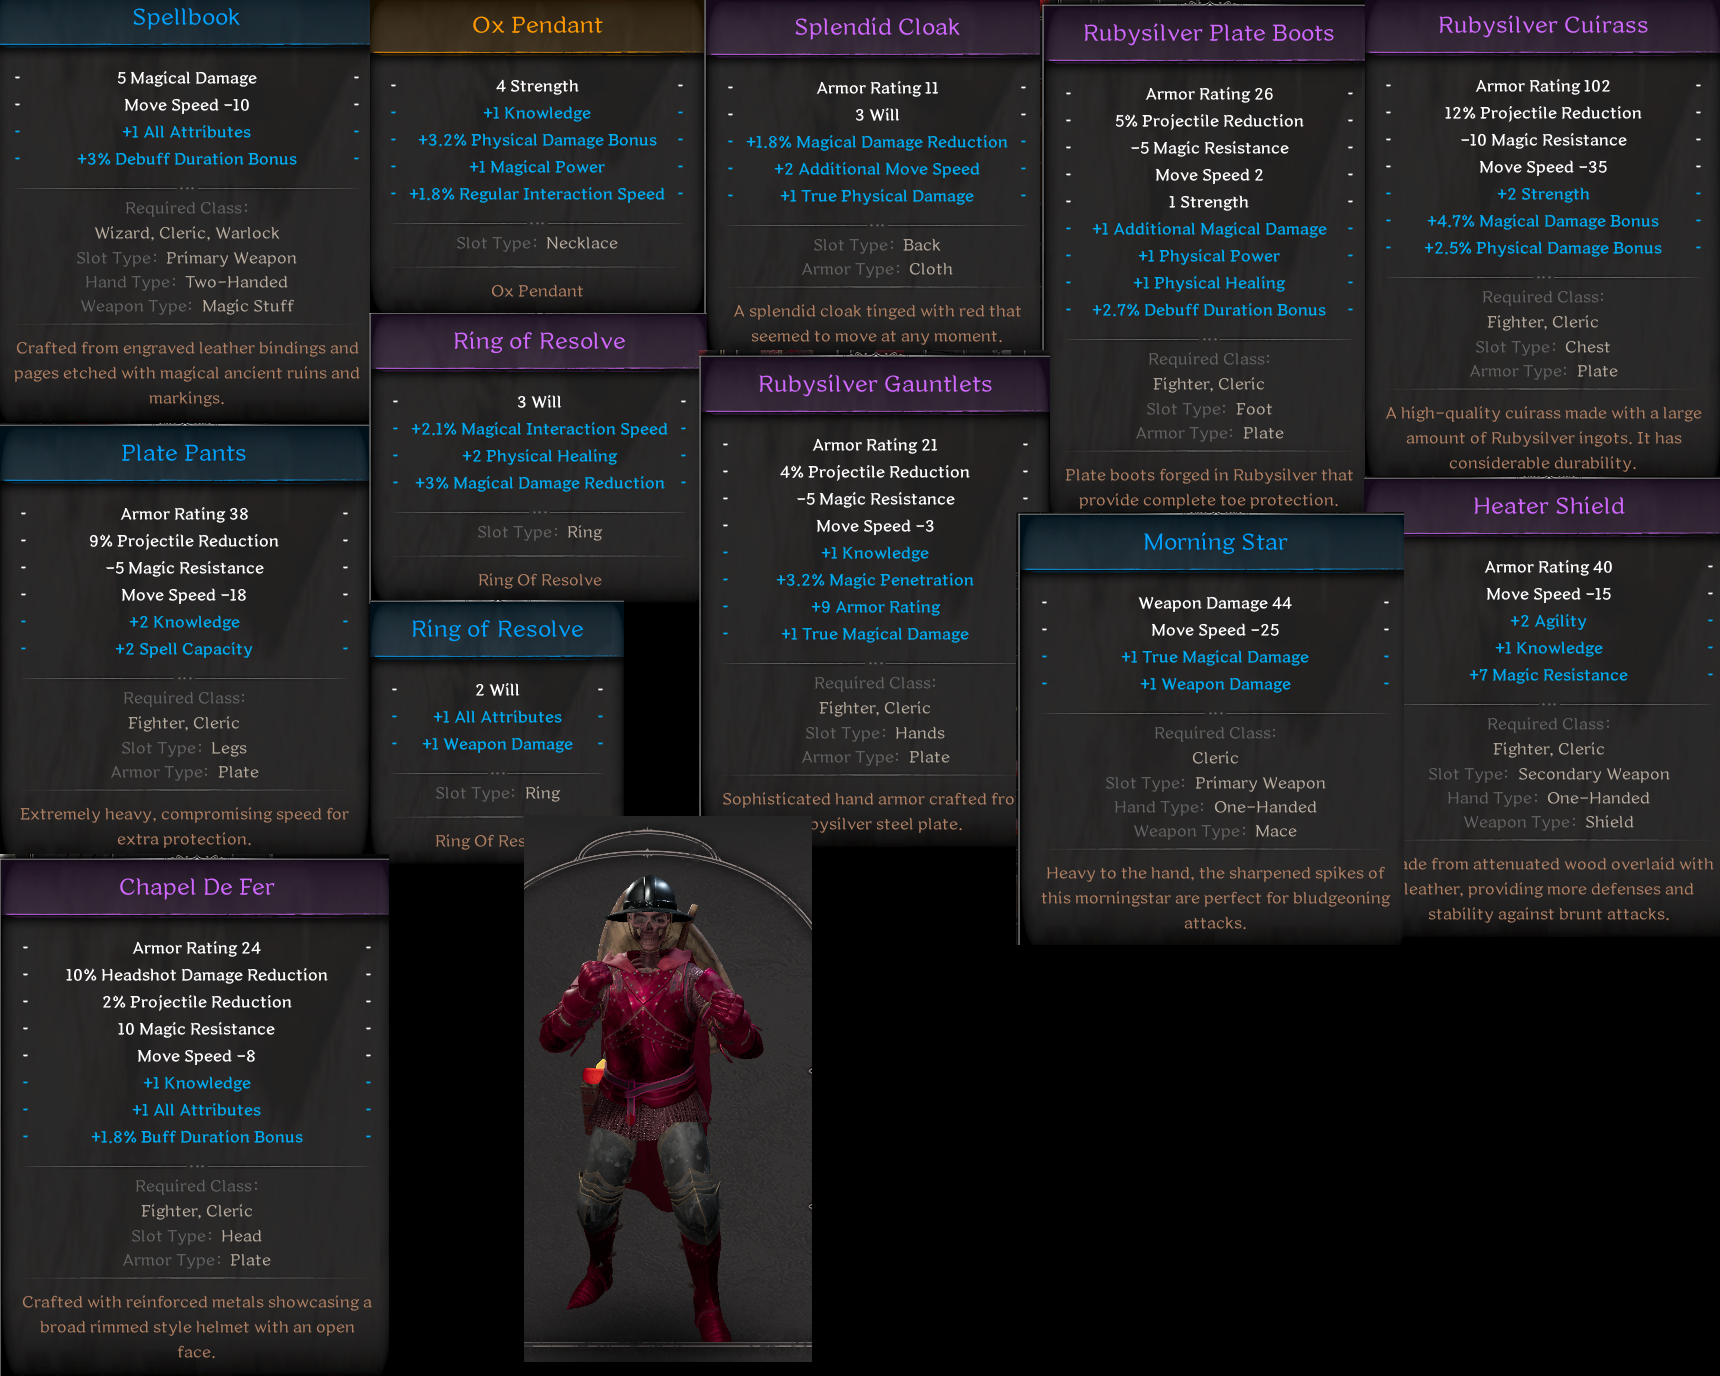 Spellbook
5 Magical Damage
Move Speed -10
+1 All Attributes
+3% Debuff Duration Bonus
Required Class:
Wizard, Cleric, Warlock
Slot Type: Primary Weapon
Hand Type: Two-Handed
Weapon Type: Magic Stuff
Crafted from engraved leather bindings and
pages etched with magical ancient ruins and
markings.
Ox Pendant
4 Strength
+1 Knowledge
+3.2% Physical Damage Bonus
+1 Magical Power
+1.8% Regular Interaction Speed
Slot Type: Necklace
Ox Pendant
Splendid Cloak
Armor Rating 11
3 Will
+1.8% Magical Damage Reduction
+2 Additional Move Speed
+1 True Physical Damage
Slot Type: Back
Armor Type: Cloth
A splendid cloak tinged with red that
seemed to move at any moment.
Rubysilver Plate Boots
Armor Rating 26
5% Projectile Reduction
-5 Magic Resistance
Move Speed 2
1 Strength
+1 Additional Magical Damage
+1 Physical Power
+1 Physical Healing
+2.7% Debuff Duration Bonus
Required Class:
Fighter, Cleric
Slot Type: Foot
Armor Type: Plate
Plate boots forged in Rubysilver that
provide complete toe protection.
Rubysilver Cuirass
Armor Rating 102
12% Projectile Reduction
-10 Magic Resistance
Move Speed -35
+2 Strength
+4.7% Magical Damage Bonus
+2.5% Physical Damage Bonus
Required Class:
Fighter, Cleric
Slot Type: Chest
Armor Type: Plate
A high-quality cuirass made with a large
amount of Rubysilver ingots. It has
considerable durability.
Ring of Resolve
3 Will
+2.1% Magical Interaction Speed
+2 Physical Healing
+3% Magical Damage Reduction
Slot Type: Ring
Ring Of Resolve
Rubysilver Gauntlets
Armor Rating 21
4% Projectile Reduction
-5 Magic Resistance
Move Speed -3
+1 Knowledge
+3.2% Magic Penetration
+9 Armor Rating
+1 True Magical Damage
Required Class:
Fighter, Cleric
Slot Type: Hands
Armor Type: Plate
Sophisticated hand armor crafted fro
bysilver steel plate.
Plate Pants
Armor Rating 38
9% Projectile Reduction
-5 Magic Resistance
Move Speed -18
+2 Knowledge
+2 Spell Capacity
Required Class:
Fighter, Cleric
Slot Type: Legs
Armor Type: Plate
Extremely heavy, compromising speed for
extra protection.
Ring of Resolve
2 Will
+1 All Attributes
+1 Weapon Damage
Slot Type: Ring
Ring Of Res
Morning Star
Weapon Damage 44
Move Speed -25
+1 True Magical Damage
+1 Weapon Damage
Required Class:
Cleric
Slot Type: Primary Weapon
Hand Type: One-Handed
Weapon Type: Mace
Heavy to the hand, the sharpened spikes of
this morningstar are perfect for bludgeoning
attacks.
Heater Shield
Armor Rating 40
Move Speed -15
+2 Agility
+1 Knowledge
+7 Magic Resistance
Required Class:
Fighter, Cleric
Slot Type: Secondary Weapon
Hand Type: One-Handed
Weapon Type: Shield
ade from attenuated wood overlaid with
leather, providing more defenses and
stability against brunt attacks.
Chapel De Fer
Armor Rating 24
10% Headshot Damage Reduction
2% Projectile Reduction
10 Magic Resistance
Move Speed -8
+1 Knowledge
+1 All Attributes
+1.8% Buff Duration Bonus
Required Class:
Fighter, Cleric
Slot Type: Head
Armor Type: Plate
Crafted with reinforced metals showcasing a
broad rimmed style helmet with an open
face.